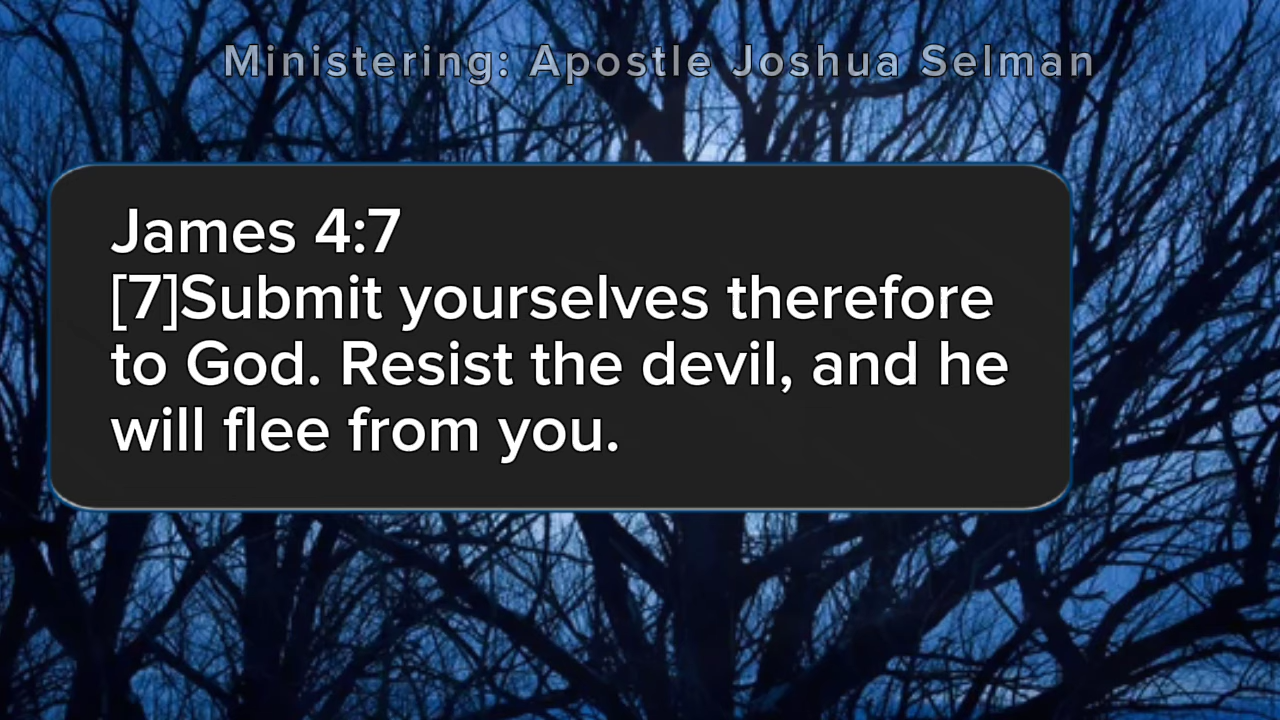 Ministering: Apostle Joshua Selman
James 4:7
[7]Submit yourselves therefore
to God. Resist the devil, and he
will flee from you.